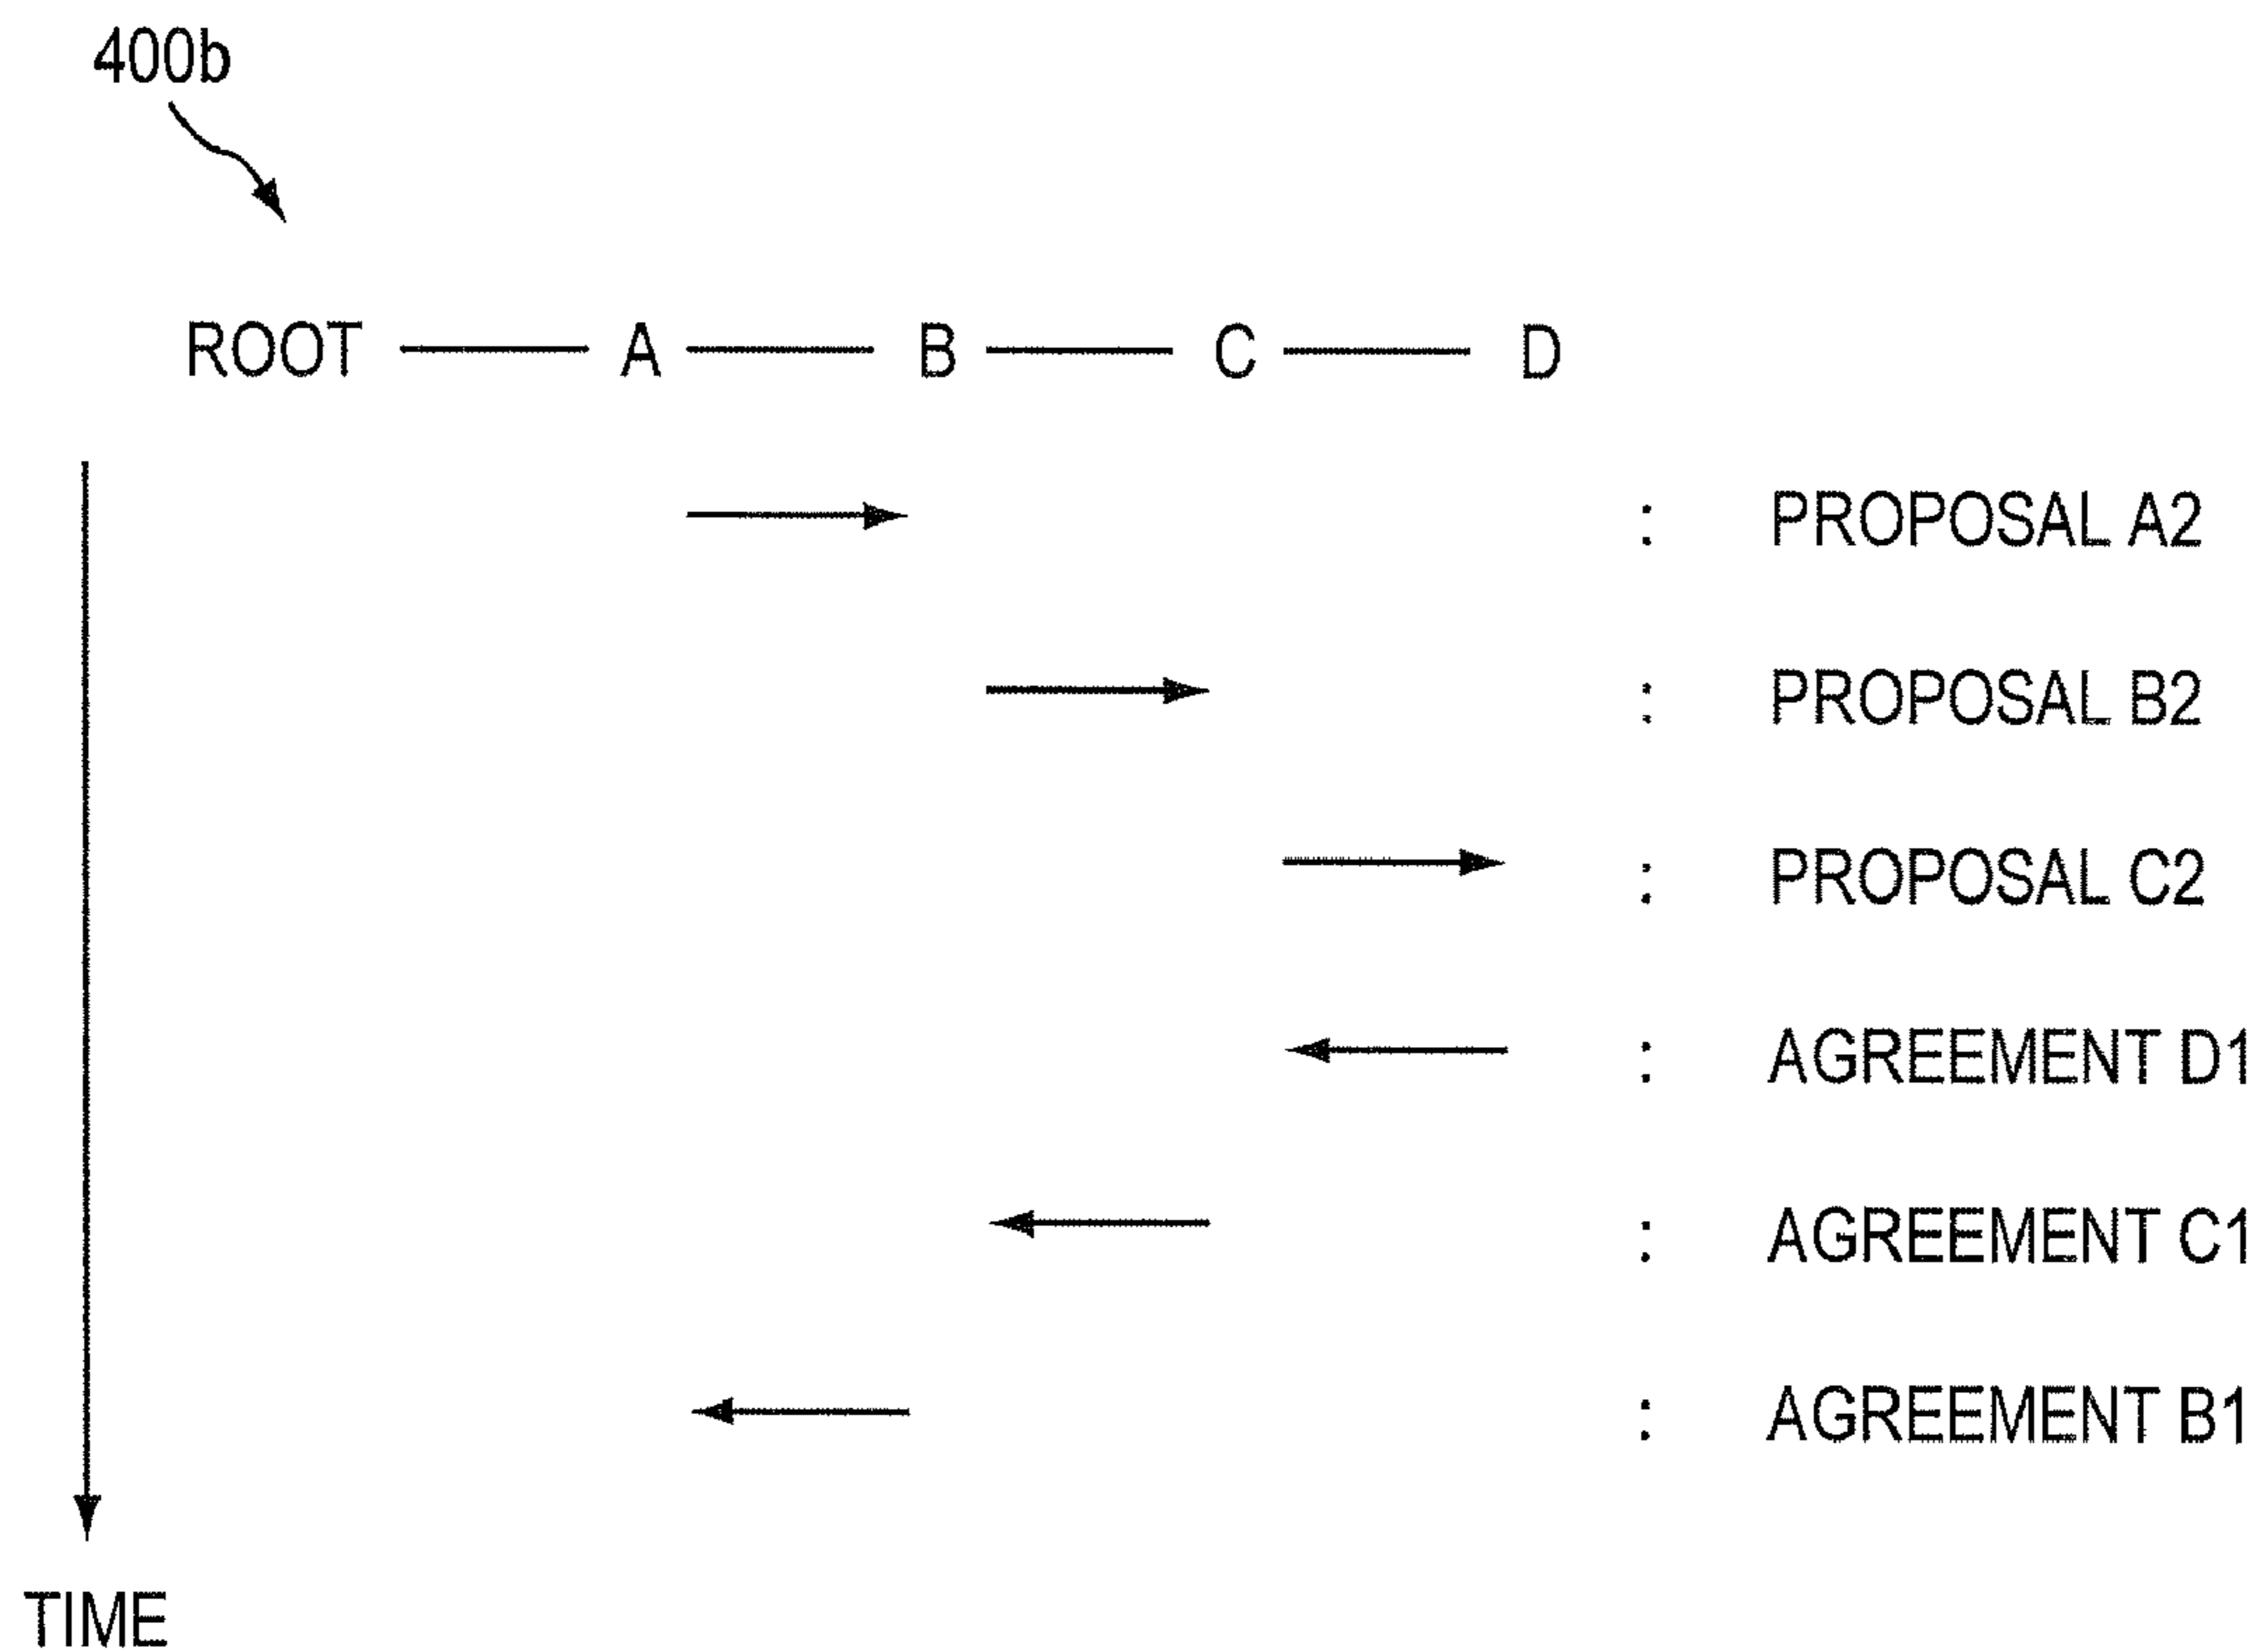 400b
ROOT A B C D
: PROPOSAL A2
: PROPOSAL B2
: PROPOSAL C2
: AGREEMENT D1
: AGREEMENT C1
: AGREEMENT B1
TIME